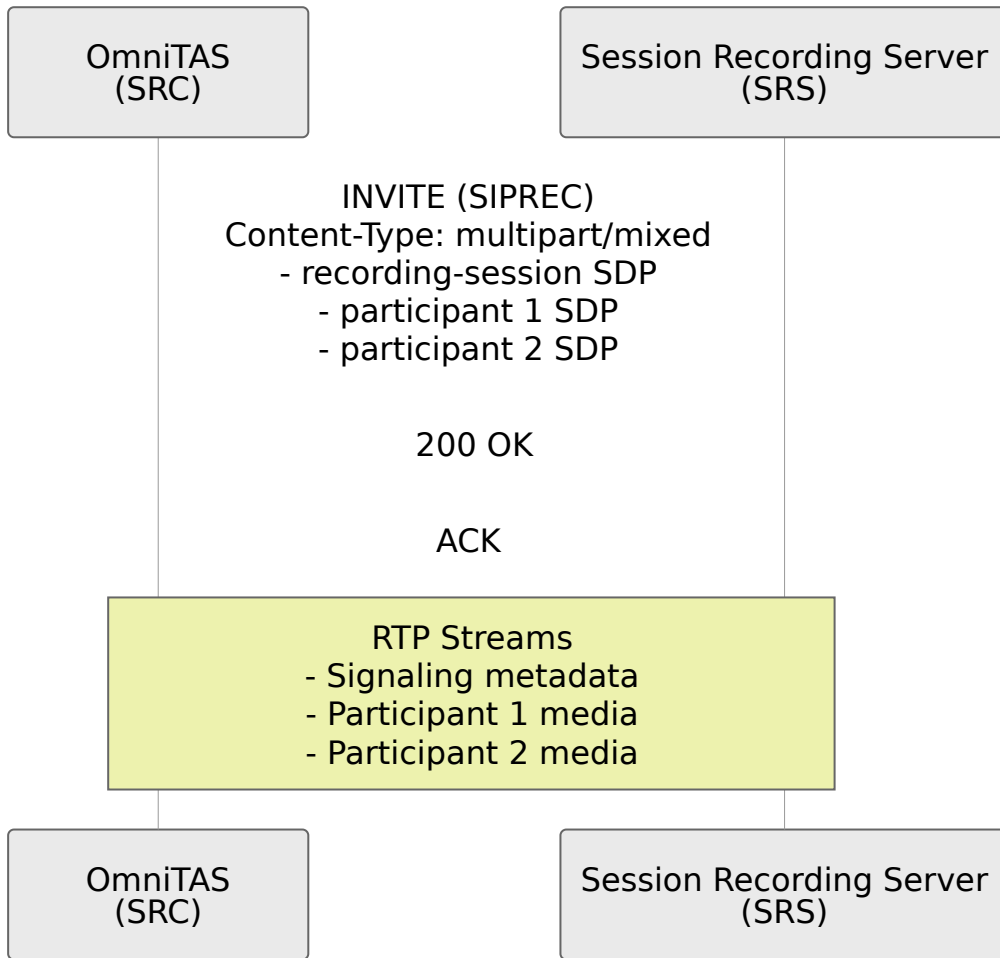 OmniTAS
(SRC)
Session Recording Server
(SRS)
INVITE (SIPREC)
Content-Type: multipart/mixed
- recording-session SDP
- participant 1 SDP
- participant 2 SDP
200 OK
ACK
RTP Streams
- Signaling metadata
- Participant 1 media
- Participant 2 media
OmniTAS
(SRC)
Session Recording Server
(SRS)